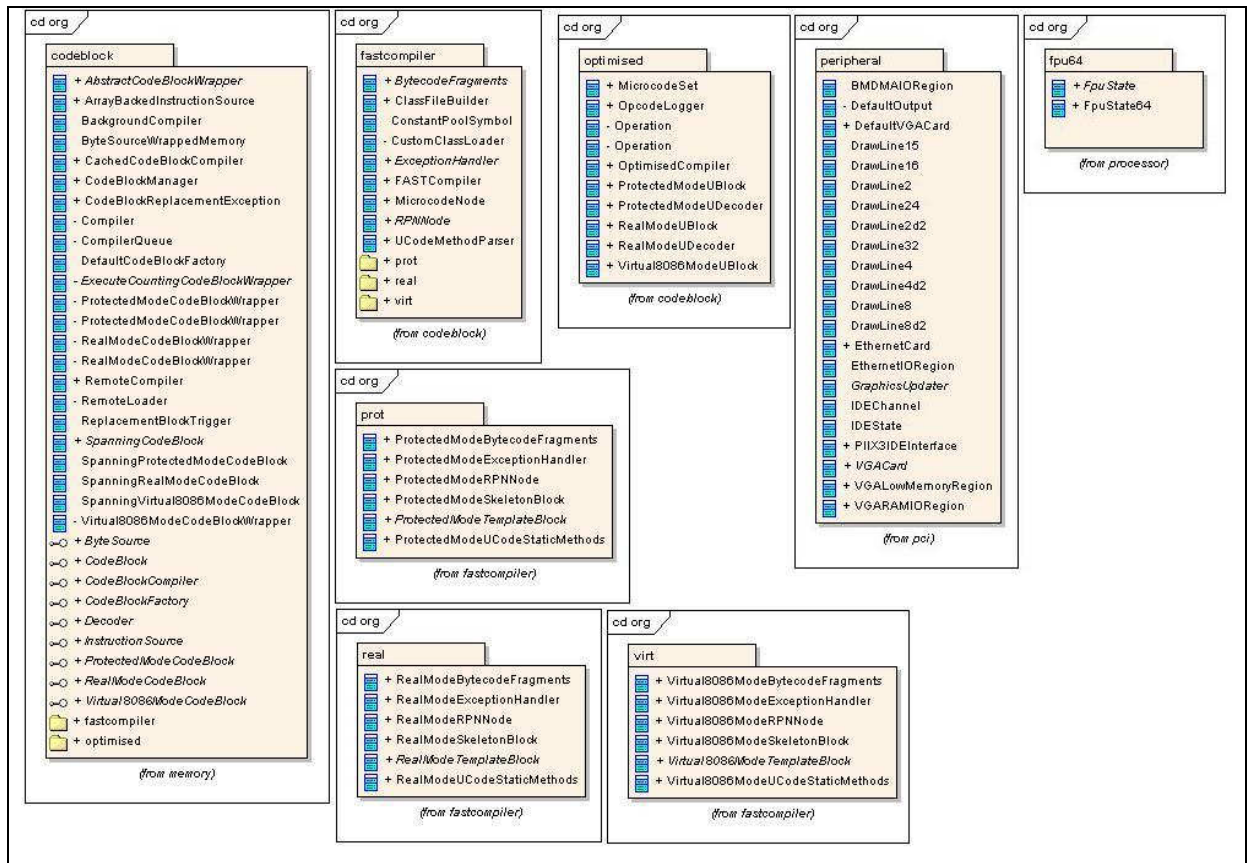 cd org
codeblock
+ AbstractCodeBlockWrapper
+ ArrayBackedInstructionSource
BackgroundCompiler
ByteSourceWrappedMemory
+ CachedCodeBlockCompiler
+ CodeBlockManager
+ CodeBlockReplacementException
- Compiler
- CompilerQueue
DefaultCodeBlockFactory
- ExecuteCountingCodeBlockWrapper
- ProtectedModeCodeBlockWrapper
- ProtectedModeCodeBlockWrapper
- RealModeCodeBlockWrapper
- RealModeCodeBlockWrapper
+ RemoteCompiler
- RemoteLoader
ReplacementBlockTrigger
+ SpanningCodeBlock
SpanningProtectedModeCodeBlock
SpanningRealModeCodeBlock
SpanningVirtual8086ModeCodeBlock
- Virtual8086ModeCodeBlockWrapper
+ ByteSource
+ CodeBlock
+ CodeBlockCompiler
+ CodeBlockFactory
+ Decoder
+ InstructionSource
+ ProtectedModeCodeBlock
+ RealModeCodeBlock
+ Virtual8086ModeCodeBlock
+ fastcompiler
+ optimised
(from memory)
cd org
fastcompiler
+ BytecodeFragments
+ ClassFileBuilder
ConstantPoolSymbol
- CustomClassLoader
+ ExceptionHandler
+ FASTCompiler
+ MicrocodeNode
+ RPNNode
+ UCodeMethodParser
+ prot
+ real
+ virt
(from codeblock)
cd org
optimised
+ MicrocodeSet
+ OpcodeLogger
- Operation
- Operation
+ OptimisedCompiler
+ ProtectedModeUBlock
+ ProtectedModeUDecoder
+ RealModeUBlock
+ RealModeUDecoder
+ Virtual8086ModeUBlock
(from codeblock)
cd org
peripheral
BMDMAIORegion
- DefaultOutput
+ DefaultVGACard
DrawLine15
DrawLine16
DrawLine2
DrawLine24
DrawLine2d2
DrawLine32
DrawLine4
DrawLine4d2
DrawLine8
DrawLine8d2
+ EthernetCard
EthernetIORegion
GraphicsUpdater
IDEChannel
IDEState
+ PIIX3IDEInterface
+ VGACard
+ VGALowMemoryRegion
+ VGARAMIORegion
(from pci)
cd org
fpu64
+ FpuState
+ FpuState64
(from processor)
cd org
prot
+ ProtectedModeBytecodeFragments
+ ProtectedModeExceptionHandler
+ ProtectedModeRPNNode
+ ProtectedModeSkeletonBlock
+ ProtectedModeTemplateBlock
+ ProtectedModeUCodeStaticMethods
(from fastcompiler)
cd org
real
+ RealModeBytecodeFragments
+ RealModeExceptionHandler
+ RealModeRPNNode
+ RealModeSkeletonBlock
+ RealModeTemplateBlock
+ RealModeUCodeStaticMethods
(from fastcompiler)
cd org
virt
+ Virtual8086ModeBytecodeFragments
+ Virtual8086ModeExceptionHandler
+ Virtual8086ModeRPNNode
+ Virtual8086ModeSkeletonBlock
+ Virtual8086ModeTemplateBlock
+ Virtual8086ModeUCodeStaticMethods
(from fastcompiler)